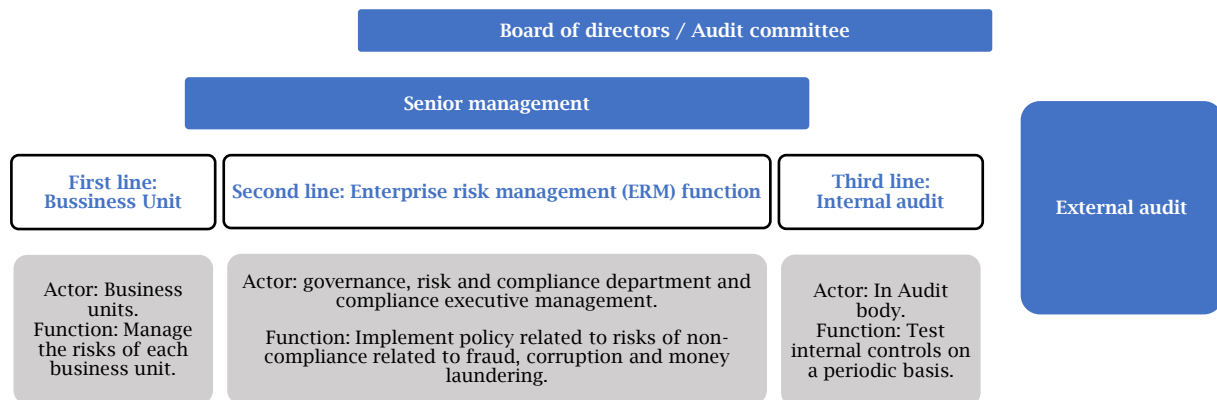 Board of directors / Audit committee
Senior management
First line:
Bussiness Unit
Second line: Enterprise risk management (ERM) function
Third line:
Internal audit
External audit
Actor: Business
units.
Function: Manage
the risks of each
business unit.
Actor: governance, risk and compliance department and
compliance executive management.
Function: Implement policy related to risks of non-
compliance related to fraud, corruption and money
laundering.
Actor: In Audit
body.
Function: Test
internal controls on
a periodic basis.